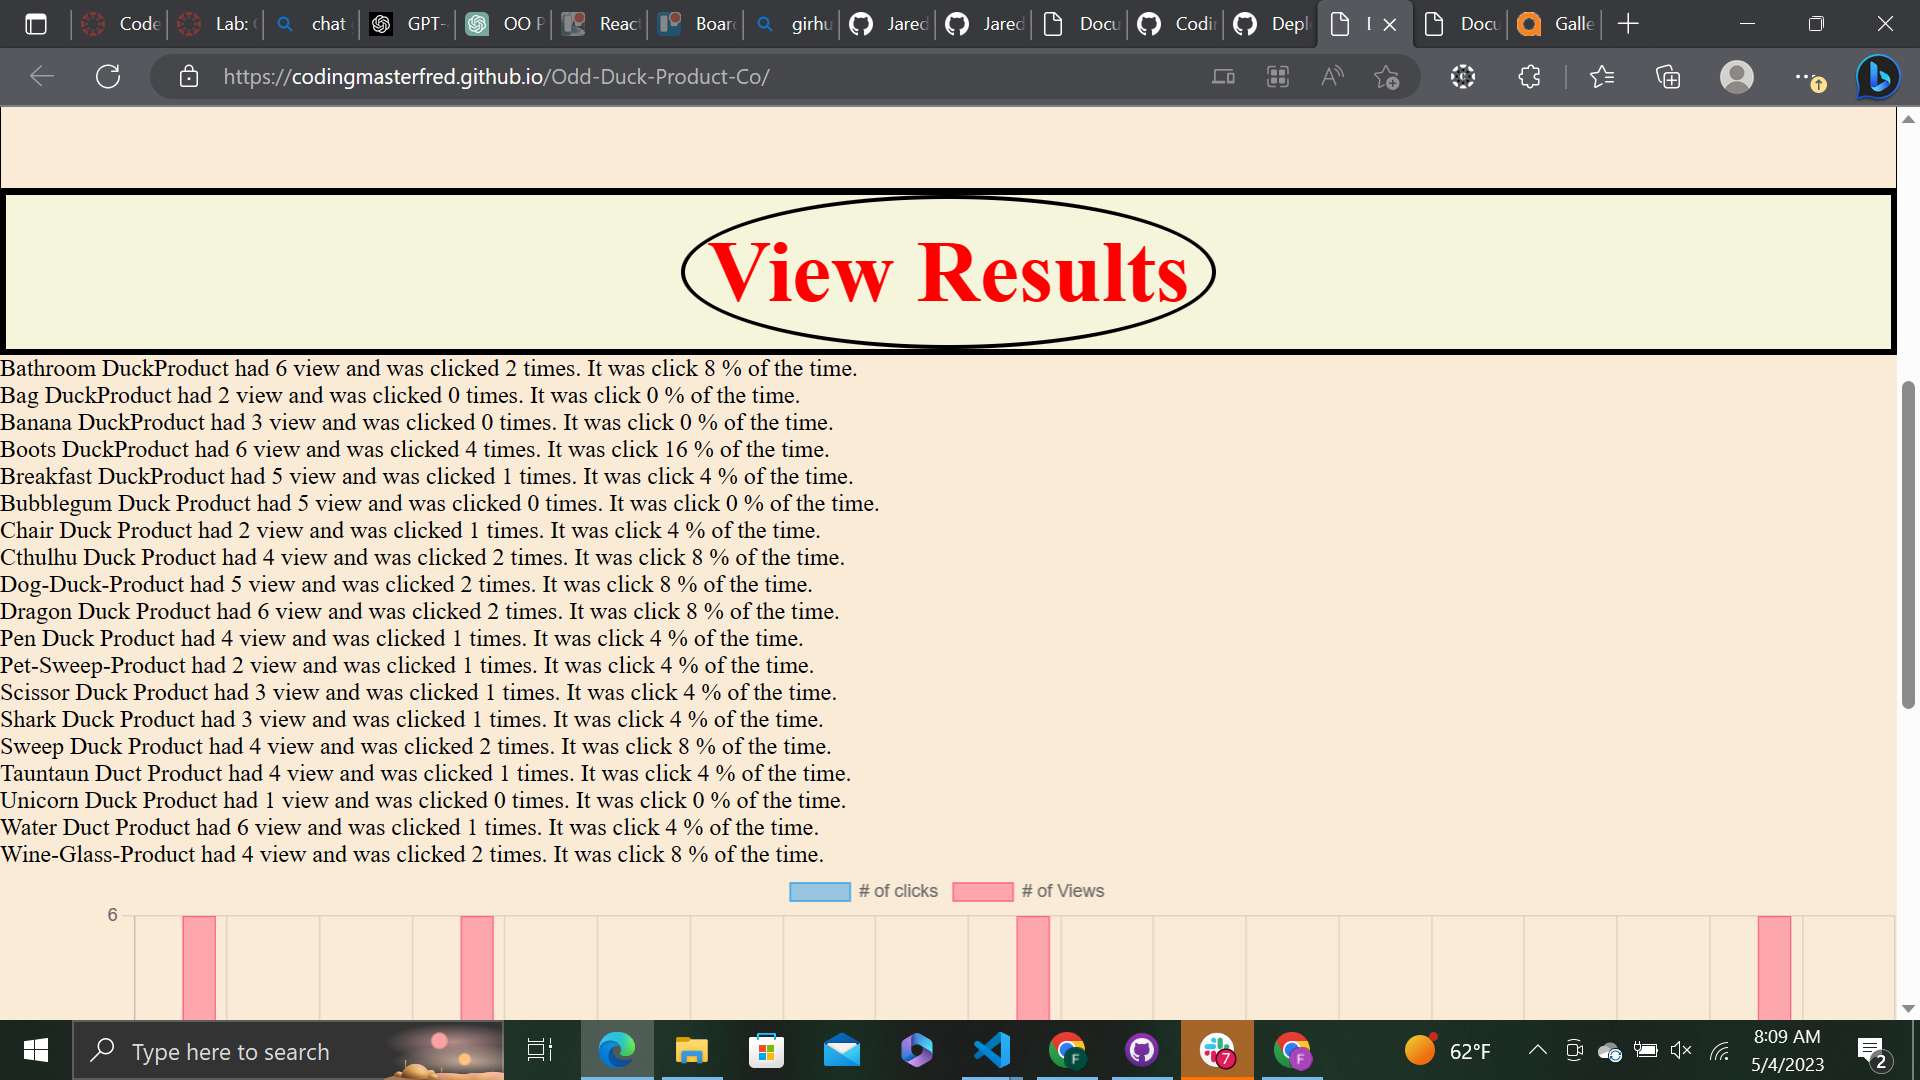 Code
Lab:
chat
GPT-
OO P
Reac
Boar
girhu
Jared
Jared
Docu
Codi
Depl
Docu
Galle
https://codingmasterfred.github.io/Odd-Duck-Product-Co/
View Results
Bathroom DuckProduct had 6 view and was clicked 2 times. It was click 8 % of the time.
Bag DuckProduct had 2 view and was clicked 0 times. It was click 0 % of the time.
Banana DuckProduct had 3 view and was clicked 0 times. It was click 0 % of the time.
Boots DuckProduct had 6 view and was clicked 4 times. It was click 16 % of the time.
Breakfast DuckProduct had 5 view and was clicked 1 times. It was click 4 % of the time.
Bubblegum Duck Product had 5 view and was clicked 0 times. It was click 0 % of the time.
Chair Duck Product had 2 view and was clicked 1 times. It was click 4 % of the time.
Cthulhu Duck Product had 4 view and was clicked 2 times. It was click 8 % of the time.
Dog-Duck-Product had 5 view and was clicked 2 times. It was click 8 % of the time.
Dragon Duck Product had 6 view and was clicked 2 times. It was click 8 % of the time.
Pen Duck Product had 4 view and was clicked 1 times. It was click 4 % of the time.
Pet-Sweep-Product had 2 view and was clicked 1 times. It was click 4 % of the time.
Scissor Duck Product had 3 view and was clicked 1 times. It was click 4 % of the time.
Shark Duck Product had 3 view and was clicked 1 times. It was click 4 % of the time.
Sweep Duck Product had 4 view and was clicked 2 times. It was click 8 % of the time.
Tauntaun Duct Product had 4 view and was clicked 1 times. It was click 4 % of the time.
Unicorn Duck Product had 1 view and was clicked 0 times. It was click 0 % of the time.
Water Duct Product had 6 view and was clicked 1 times. It was click 4 % of the time.
Wine-Glass-Product had 4 view and was clicked 2 times. It was click 8 % of the time.
# of clicks # of Views
6
Type here to search
F
7
F
62°F
8:09 AM
5/4/2023
2